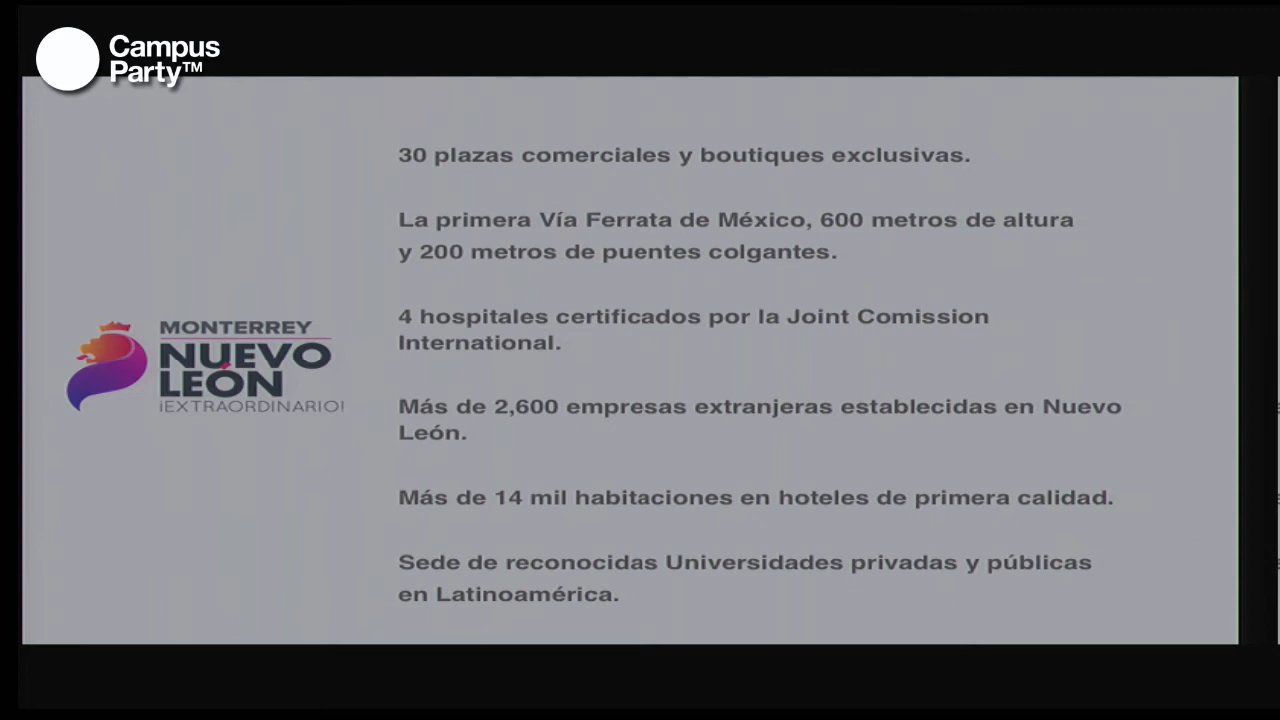 Campus
Party™
30 plazas comerciales y boutiques exclusivas.
La primera Vía Ferrata de México, 600 metros de altura
y 200 metros de puentes colgantes.
4 hospitales certificados por la Joint Comission
International.
MONTERREY
NUEVO
LEÓN
¡EXTRAORDINARIO!
Más de 2,600 empresas extranjeras establecidas en Nuevo
León.
Más de 14 mil habitaciones en hoteles de primera calidad.
Sede de reconocidas Universidades privadas y públicas
en Latinoamérica.